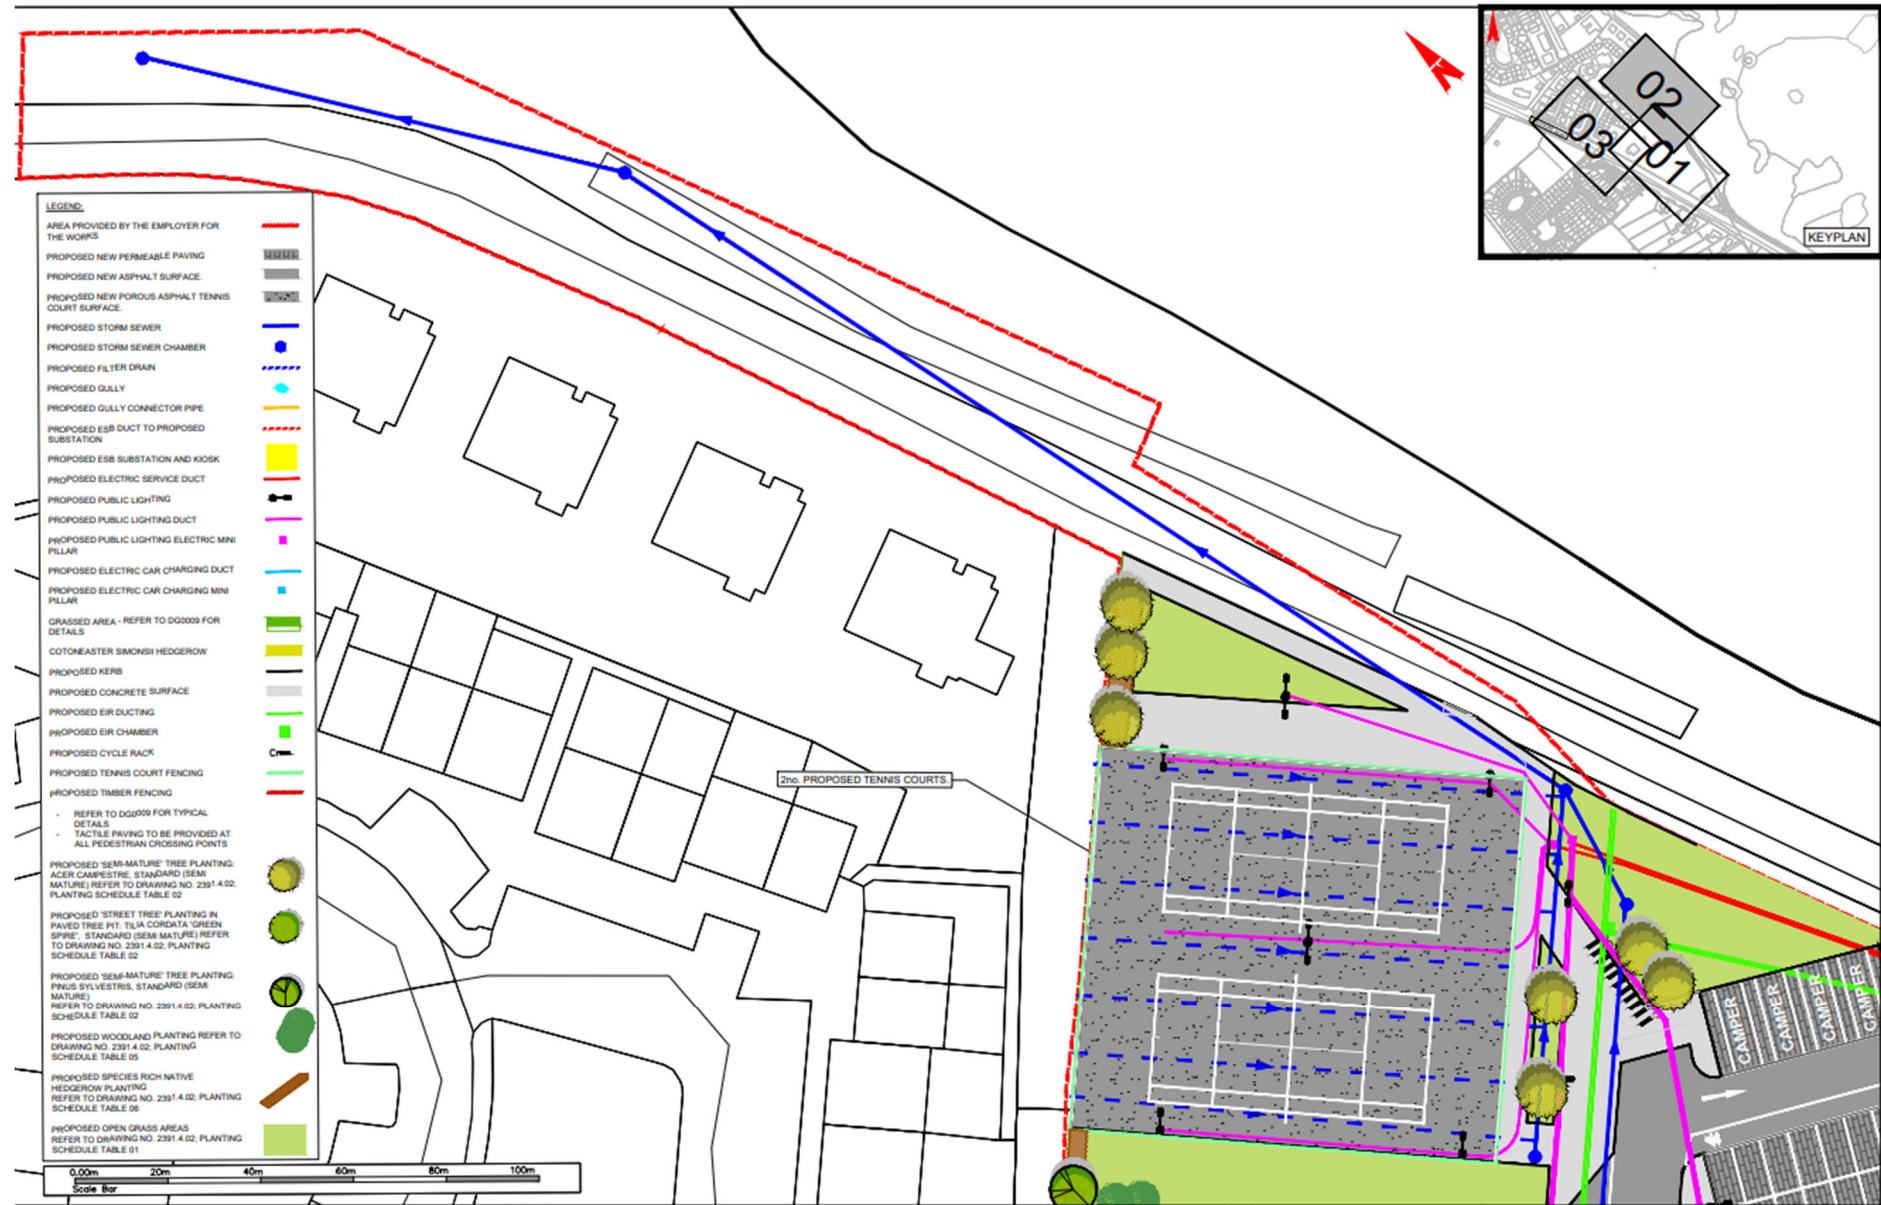 LEGEND:
AREA PROVIDED BY THE EMPLOYER FOR
THE WORKS
PROPOSED NEW PERMEABLE PAVING
PROPOSED NEW ASPHALT SURFACE.
PROPOSED NEW POROUS ASPHALT TENNIS
COURT SURFACE.
PROPOSED STORM SEWER
PROPOSED STORM SEWER CHAMBER
PROPOSED FILTER DRAIN
PROPOSED GULLY
PROPOSED GULLY CONNECTOR PIPE
PROPOSED ESB DUCT TO PROPOSED
SUBSTATION
PROPOSED ESB SUBSTATION AND KIOSK
PROPOSED ELECTRIC SERVICE DUCT
PROPOSED PUBLIC LIGHTING
PROPOSED PUBLIC LIGHTING DUCT
PROPOSED PUBLIC LIGHTING ELECTRIC MINI
PILLAR
PROPOSED ELECTRIC CAR CHARGING DUCT
PROPOSED ELECTRIC CAR CHARGING MINI
PILLAR
GRASSED AREA - REFER TO DG0009 FOR
DETAILS
COTONEASTER SIMONSII HEDGEROW
PROPOSED KERB
PROPOSED CONCRETE SURFACE
PROPOSED EIR DUCTING
PROPOSED EIR CHAMBER
PROPOSED CYCLE RACK
PROPOSED TENNIS COURT FENCING
PROPOSED TIMBER FENCING
- REFER TO DG0009 FOR TYPICAL
DETAILS
- TACTILE PAVING TO BE PROVIDED AT
ALL PEDESTRIAN CROSSING POINTS
PROPOSED 'SEMI-MATURE' TREE PLANTING:
ACER CAMPESTRE, STANDARD (SEMI
MATURE) REFER TO DRAWING NO. 2391.4.02;
PLANTING SCHEDULE TABLE 02
PROPOSED 'STREET TREE' PLANTING IN
PAVED TREE PIT: TILIA CORDATA 'GREEN
SPIRE', STANDARD (SEMI MATURE) REFER
TO DRAWING NO. 2391.4.02; PLANTING
SCHEDULE TABLE 02
PROPOSED 'SEMI-MATURE' TREE PLANTING:
PINUS SYLVESTRIS, STANDARD (SEMI
MATURE)
REFER TO DRAWING NO. 2391.4.02; PLANTING
SCHEDULE TABLE 02
PROPOSED WOODLAND PLANTING REFER TO
DRAWING NO. 2391.4.02; PLANTING
SCHEDULE TABLE 05
PROPOSED SPECIES RICH NATIVE
HEDGEROW PLANTING
REFER TO DRAWING NO. 2391.4.02; PLANTING
SCHEDULE TABLE 06
PROPOSED OPEN GRASS AREAS
REFER TO DRAWING NO. 2391.4.02; PLANTING
SCHEDULE TABLE 01
0.00m 20m 40m 60m 80m 100m
Scale Bar
2no. PROPOSED TENNIS COURTS.
CAMPER
CAMPER
CAMPER
CAMPER
02
03
01
KEYPLAN